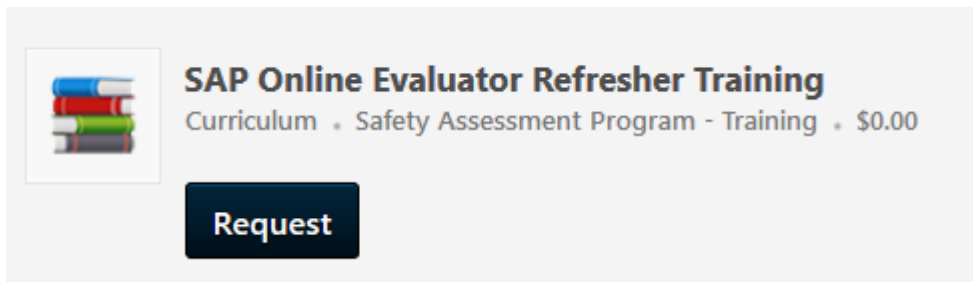 SAP Online Evaluator Refresher Training
Curriculum . Safety Assessment Program - Training . $0.00
Request